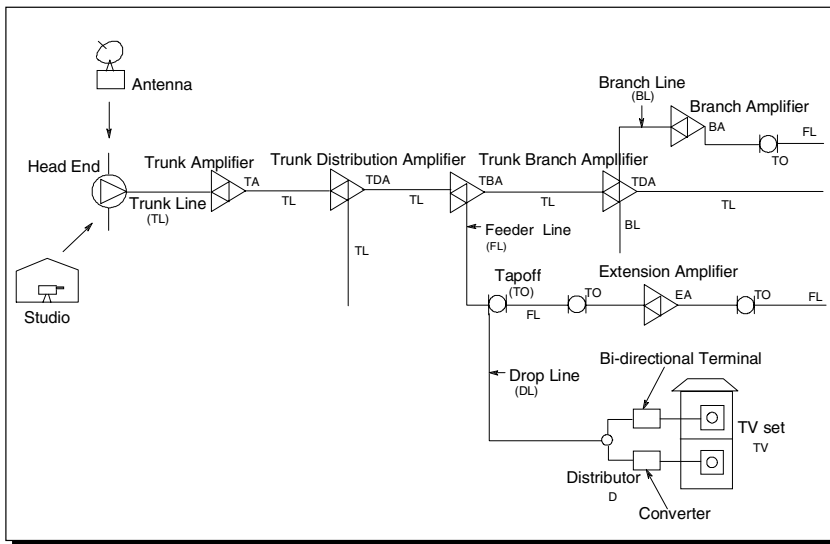 Antenna
Branch Line
(BL)
Branch Amplifier
BA
FL
TO
Head End
Trunk Amplifier
Trunk Distribution Amplifier
Trunk Branch Amplifier
TA
TDA
TBA
TDA
Trunk Line
(TL)
TL
TL
TL
TL
TL
BL
Feeder Line
(FL)
Studio
Tapoff
(TO)
TO
FL
Extension Amplifier
EA
TO
FL
Drop Line
(DL)
Bi-directional Terminal
TV set
TV
Distributor
D
Converter